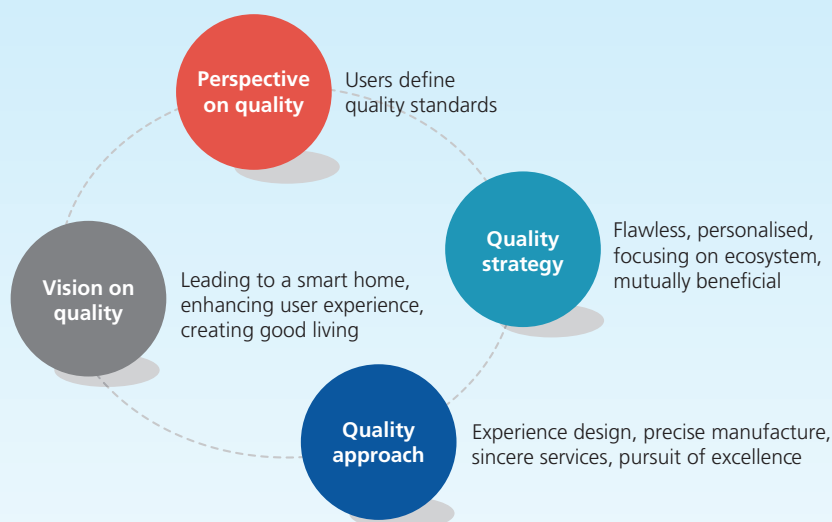 Perspective
on quality
Users define
quality standards
Quality
strategy
Flawless, personalised,
focusing on ecosystem,
mutually beneficial
Vision on
quality
Leading to a smart home,
enhancing user experience,
creating good living
Quality
approach
Experience design, precise manufacture,
sincere services, pursuit of excellence